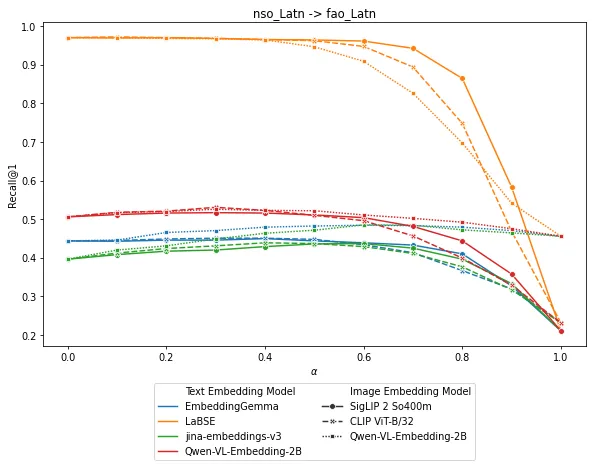 nso_Latn -> fao_Latn
Recall@1
1.0
0.9
0.8
0.7
0.6
0.5
0.4
0.3
0.2
0.0 0.2 0.4 0.6 0.8 1.0
α
Text Embedding Model Image Embedding Model
EmbeddingGemma SigLIP 2 So400m
LaBSE CLIP ViT-B/32
jina-embeddings-v3 Qwen-VL-Embedding-2B
Qwen-VL-Embedding-2B